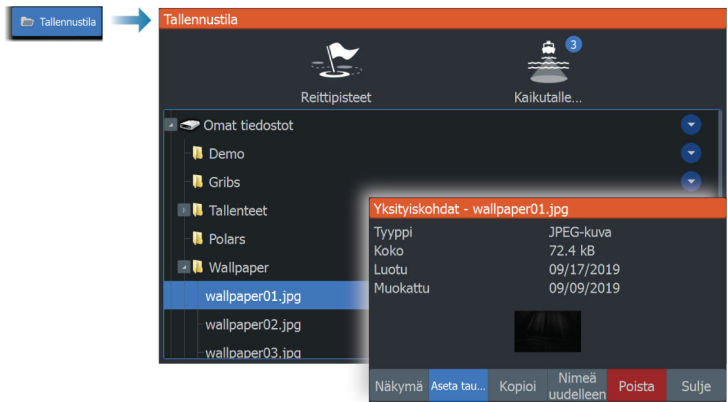 Tallennustila
Tallennustila
3
Reittipisteet
Kaikutalle...
Omat tiedostot
Demo
Gribs
Tallenteet
Polars
Wallpaper
wallpaper01.jpg
wallpaper02.jpg
wallpaper03.jpg
Yksityiskohdat - wallpaper01.jpg
Tyyppi JPEG-kuva
Koko 72.4 kB
Luotu 09/17/2019
Muokattu 09/09/2019
Näkymä Aseta tau... Kopioi Nimeä uudelleen Poista Sulje